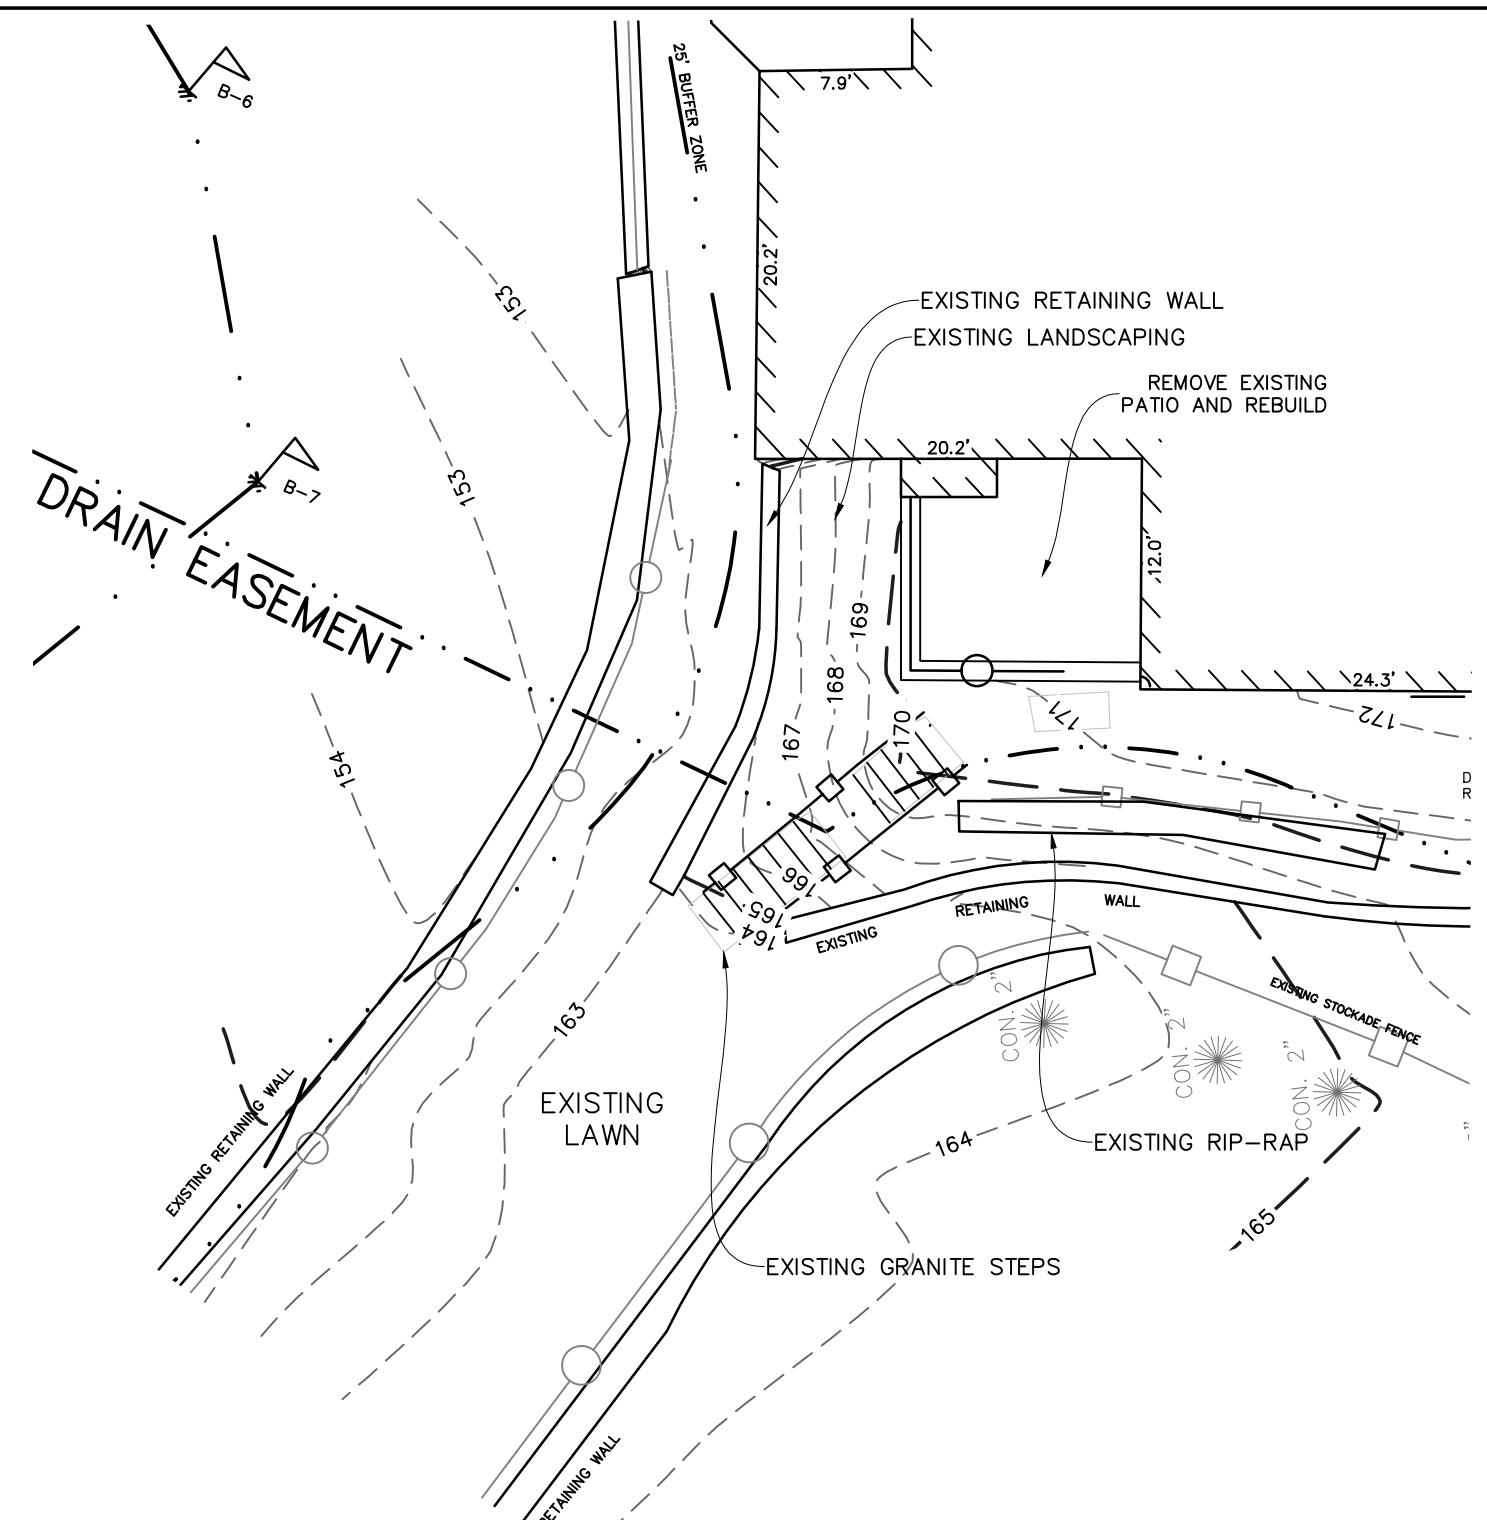 25' BUFFER ZONE
7.9'
B-6
20.2'
153
EXISTING RETAINING WALL
EXISTING LANDSCAPING
REMOVE EXISTING
PATIO AND REBUILD
20.2'
153
B-7
DRAIN EASEMENT
12.0'
169
168
24.3'
167
170
171
172
154
D
R
166
165
164
EXISTING
RETAINING
WALL
163
CON. 2"
CON. 2"
CON. 2"
EXISTING STOCKADE FENCE
EXISTING RETAINING WALL
EXISTING
LAWN
164
EXISTING RIP-RAP
165
EXISTING GRANITE STEPS
RETAINING WALL